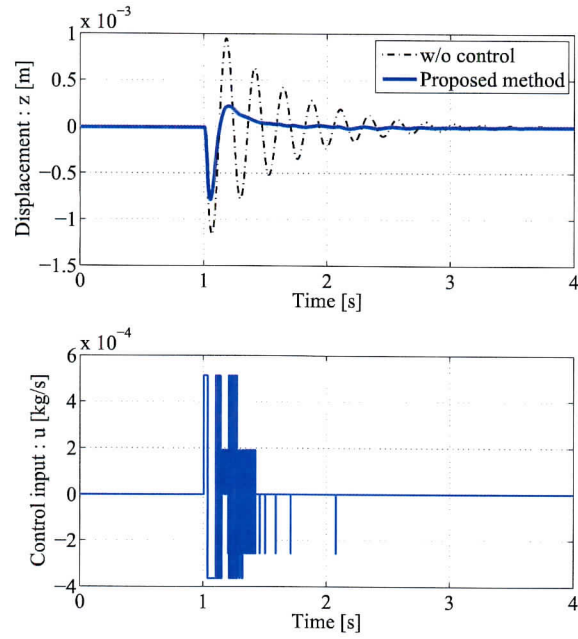 x 10⁻³
1
0.5
0
−0.5
−1
−1.5
Displacement : z [m]
w/o control
Proposed method
0 1 2 3 4
Time [s]
x 10⁻⁴
6
4
2
0
−2
−4
Control input : u [kg/s]
0 1 2 3 4
Time [s]